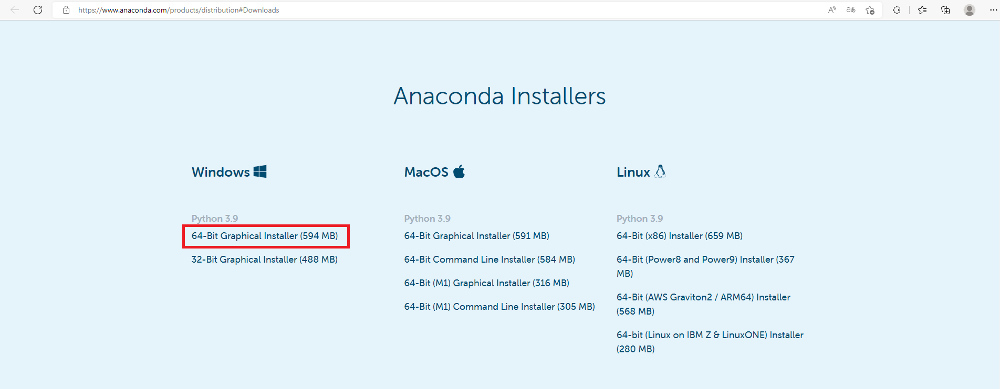 https://www.anaconda.com/products/distribution#Downloads
Anaconda Installers
Windows
Python 3.9
64-Bit Graphical Installer (594 MB)
32-Bit Graphical Installer (488 MB)
MacOS
Python 3.9
64-Bit Graphical Installer (591 MB)
64-Bit Command Line Installer (584 MB)
64-Bit (M1) Graphical Installer (316 MB)
64-Bit (M1) Command Line Installer (305 MB)
Linux
Python 3.9
64-Bit (x86) Installer (659 MB)
64-Bit (Power8 and Power9) Installer (367
MB)
64-Bit (AWS Graviton2 / ARM64) Installer
(568 MB)
64-bit (Linux on IBM Z & LinuxONE) Installer
(280 MB)